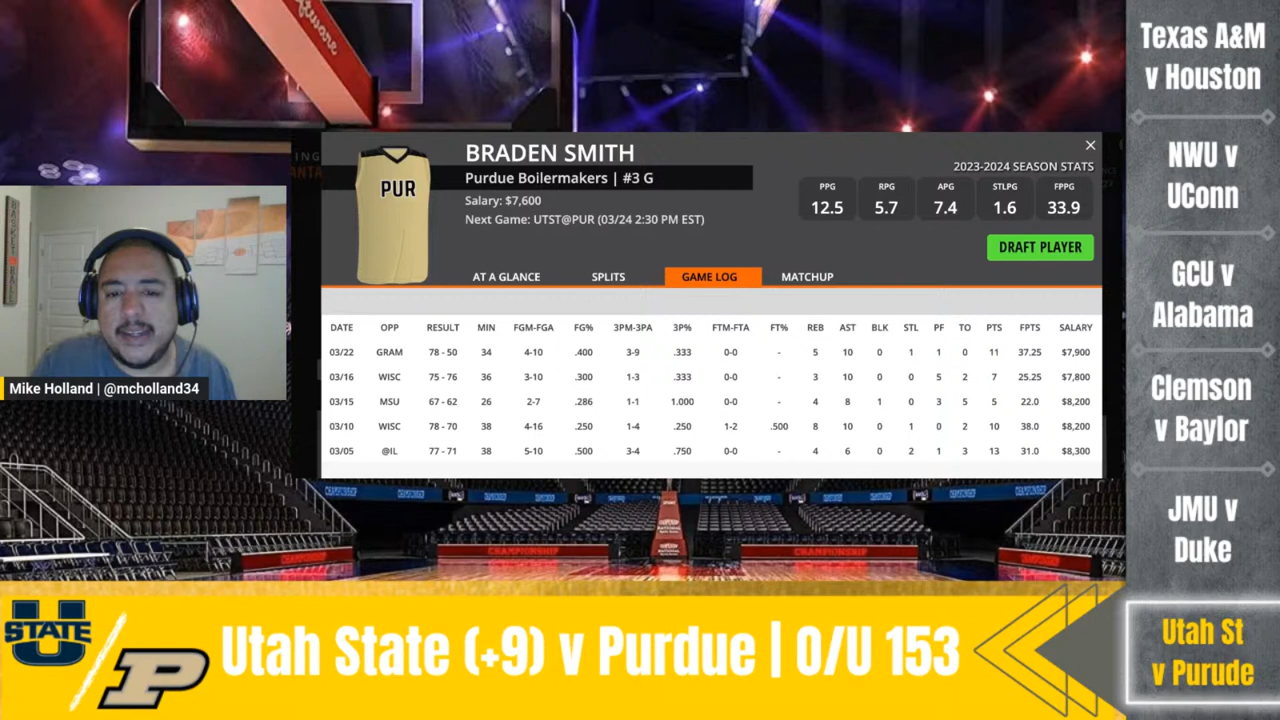 Texas A&M
v Houston
NWU v
UConn
GCU v
Alabama
Clemson
v Baylor
JMU v
Duke
Utah St
v Purude
BRADEN SMITH
Purdue Boilermakers | #3 G
Salary: $7,600
Next Game: UTST@PUR (03/24 2:30 PM EST)
PUR
2023-2024 SEASON STATS
PPG RPG APG STLPG FPPG
12.5 5.7 7.4 1.6 33.9
DRAFT PLAYER
AT A GLANCE SPLITS GAME LOG MATCHUP
DATE OPP RESULT MIN FGM-FGA FG% 3PM-3PA 3P% FTM-FTA FT% REB AST BLK STL PF TO PTS FPTS SALARY
03/22 GRAM 78 - 50 34 4-10 .400 3-9 .333 0-0 - 5 10 0 1 1 0 11 37.25 $7,900
03/16 WISC 75 - 76 36 3-10 .300 1-3 .333 0-0 - 3 10 0 0 5 2 7 25.25 $7,800
03/15 MSU 67 - 62 26 2-7 .286 1-1 1.000 0-0 - 4 8 1 0 3 5 5 22.0 $8,200
03/10 WISC 78 - 70 38 4-16 .250 1-4 .250 1-2 .500 8 10 0 1 0 2 10 38.0 $8,200
03/05 @IL 77 - 71 38 5-10 .500 3-4 .750 0-0 - 4 6 0 2 1 3 13 31.0 $8,300
Mike Holland | @mcholland34
CHAMPIONSHIP
CHAMPIONSHIP
U
STATE
P
Utah State (+9) v Purdue | O/U 153